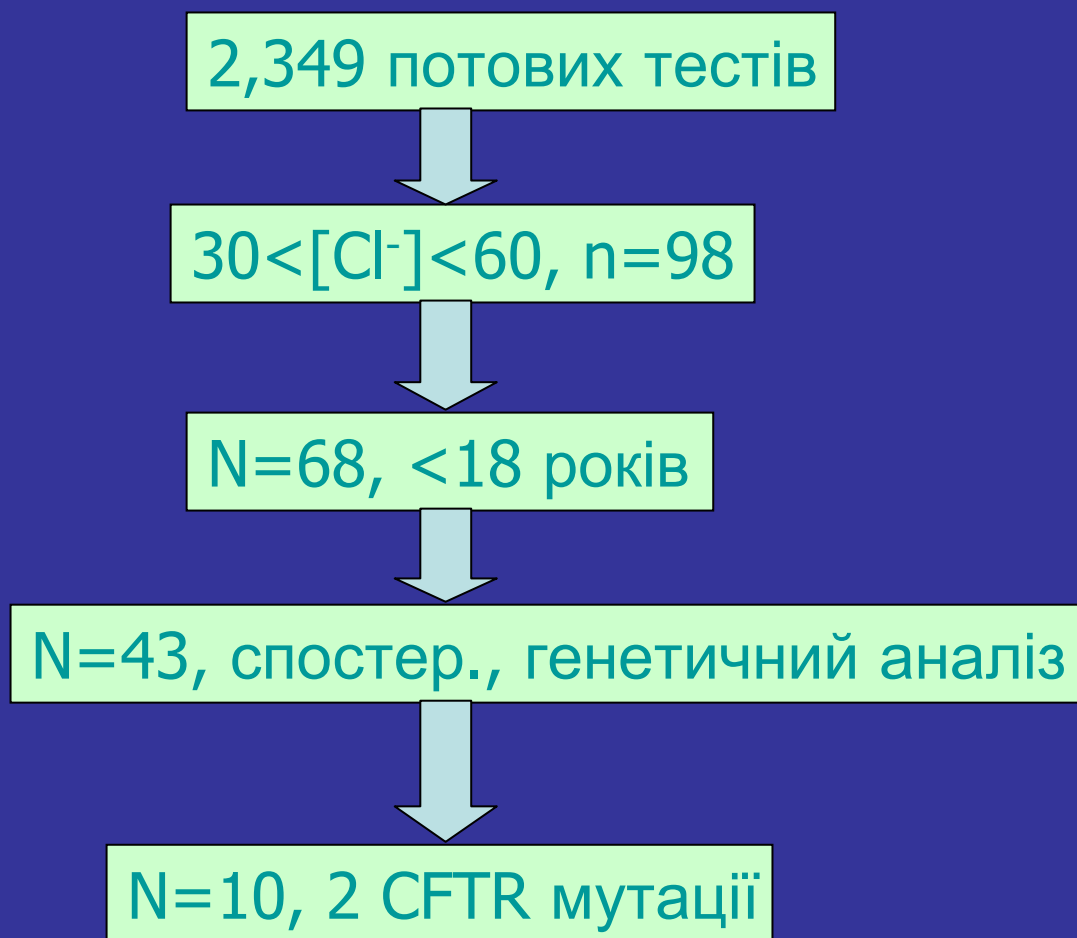 2,349 потових тестів
30<[Cl⁻]<60, n=98
N=68, <18 років
N=43, спостер., генетичний аналіз
N=10, 2 CFTR мутації